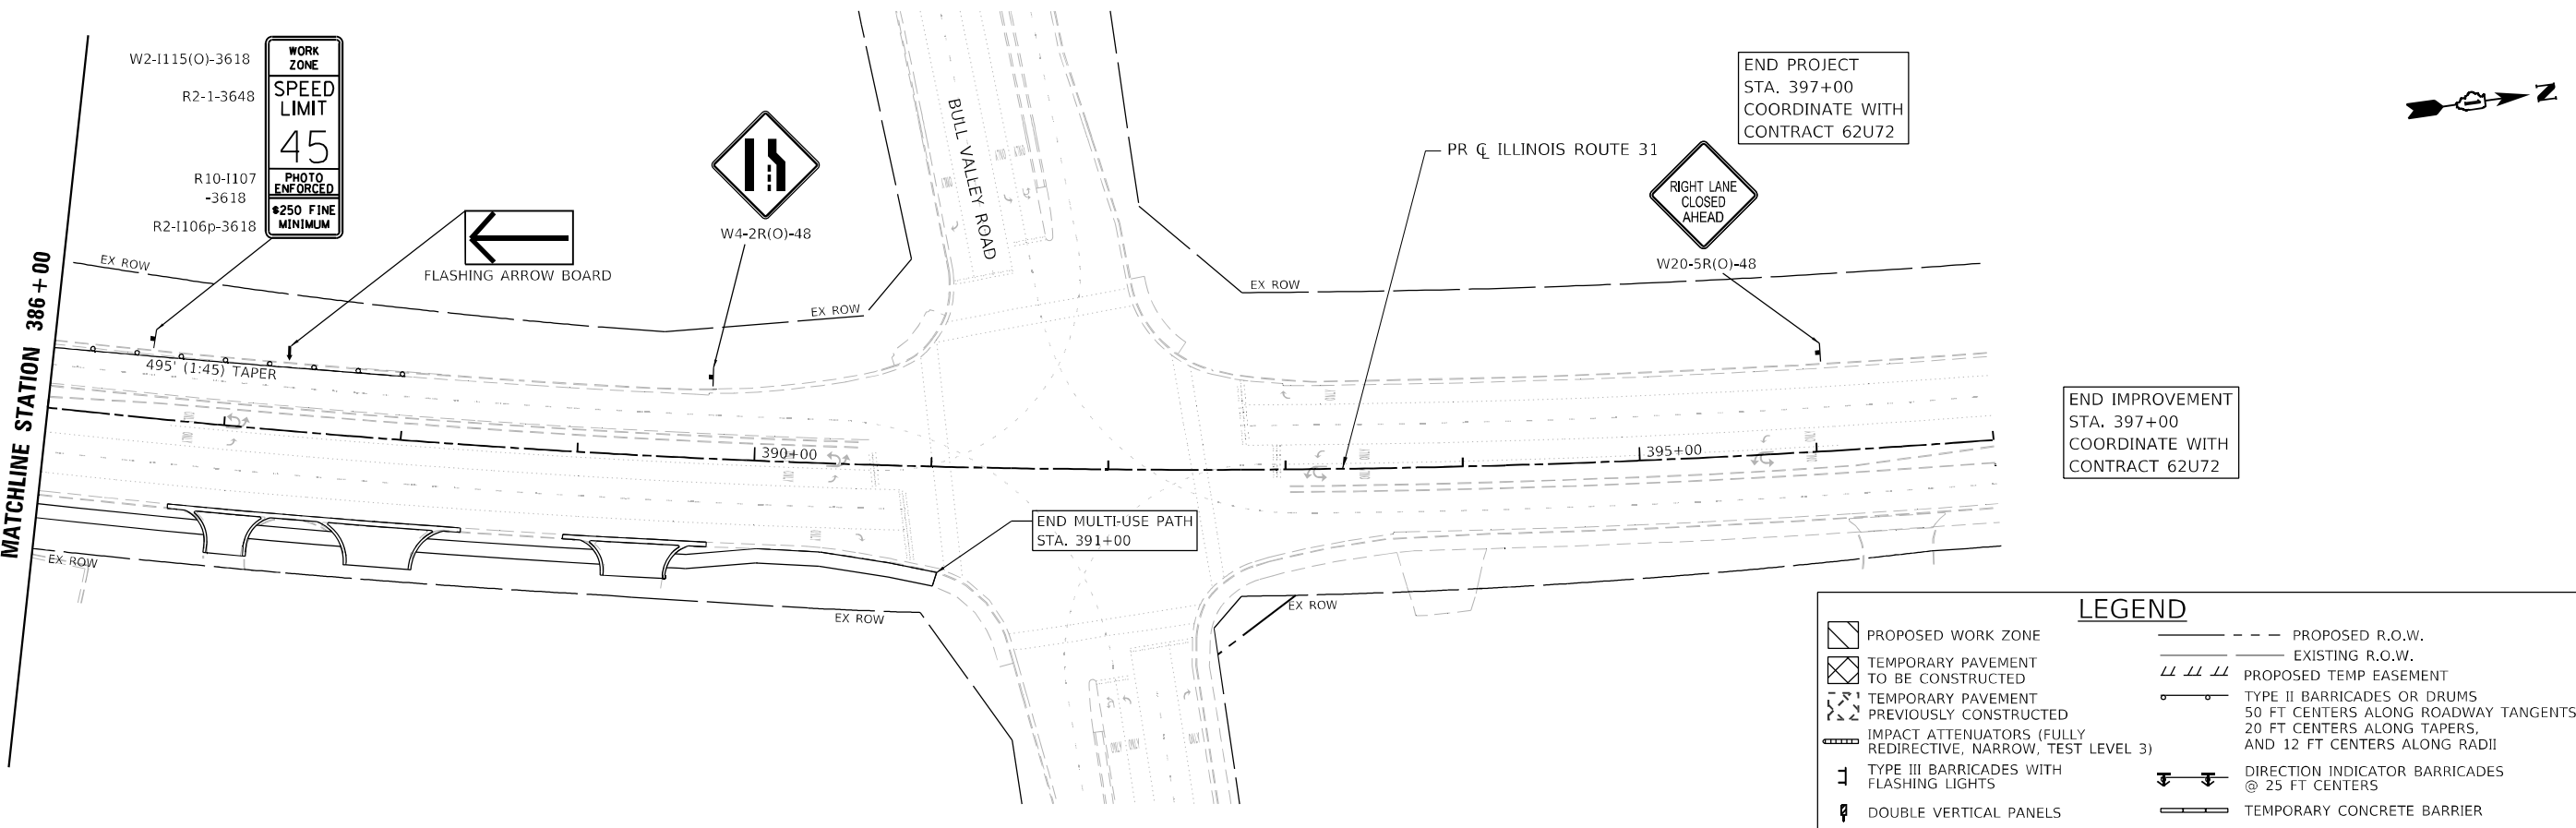 MATCHLINE STATION 386+00
W2-I115(O)-3618
R2-1-3648
R10-I107
-3618
R2-I106p-3618
WORK
ZONE
SPEED
LIMIT
45
PHOTO
ENFORCED
$250 FINE
MINIMUM
FLASHING ARROW BOARD
W4-2R(O)-48
BULL VALLEY ROAD
END PROJECT
STA. 397+00
COORDINATE WITH
CONTRACT 62U72
PR ℄ ILLINOIS ROUTE 31
RIGHT LANE
CLOSED
AHEAD
W20-5R(O)-48
N
EX ROW
EX ROW
EX ROW
495' (1:45) TAPER
390+00
395+00
END IMPROVEMENT
STA. 397+00
COORDINATE WITH
CONTRACT 62U72
END MULTI-USE PATH
STA. 391+00
EX ROW
EX ROW
EX ROW
LEGEND
PROPOSED WORK ZONE
TEMPORARY PAVEMENT
TO BE CONSTRUCTED
TEMPORARY PAVEMENT
PREVIOUSLY CONSTRUCTED
IMPACT ATTENUATORS (FULLY
REDIRECTIVE, NARROW, TEST LEVEL 3)
TYPE III BARRICADES WITH
FLASHING LIGHTS
DOUBLE VERTICAL PANELS
PROPOSED R.O.W.
EXISTING R.O.W.
PROPOSED TEMP EASEMENT
TYPE II BARRICADES OR DRUMS
50 FT CENTERS ALONG ROADWAY TANGENTS
20 FT CENTERS ALONG TAPERS,
AND 12 FT CENTERS ALONG RADII
DIRECTION INDICATOR BARRICADES
@ 25 FT CENTERS
TEMPORARY CONCRETE BARRIER